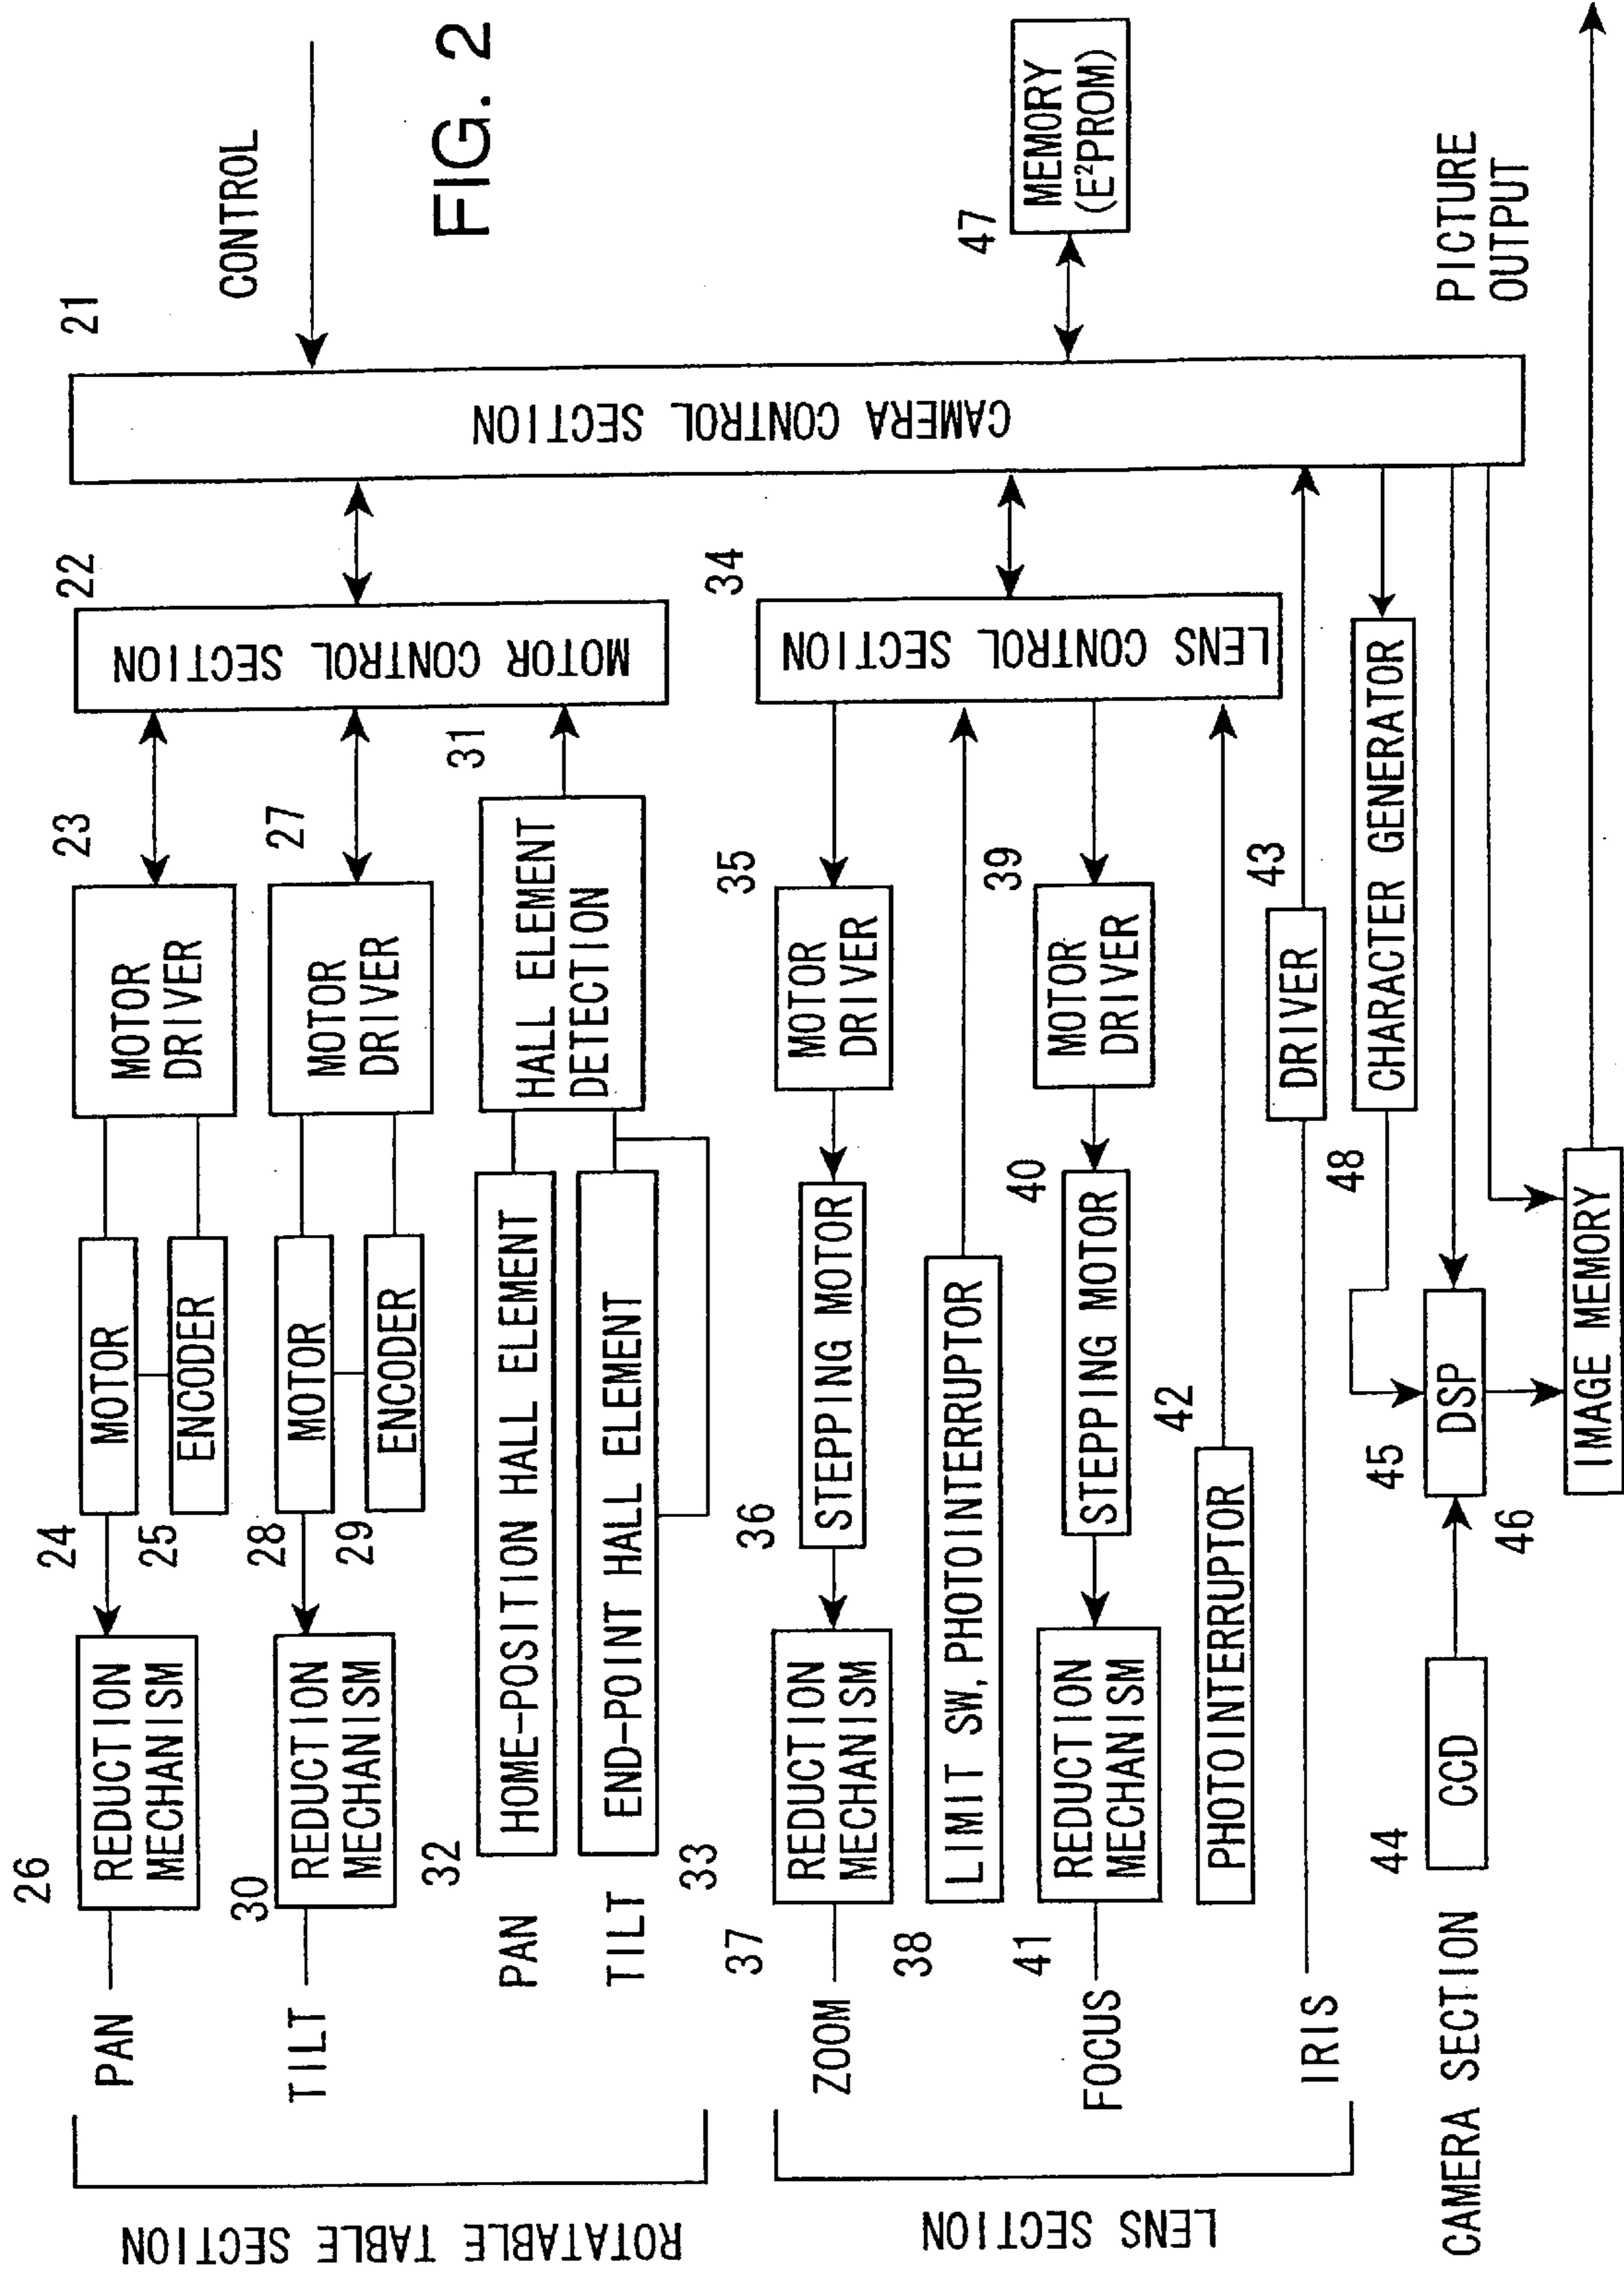 FIG. 2
CONTROL
21
CAMERA CONTROL SECTION
47
MEMORY
(E²PROM)
PICTURE
OUTPUT
ROTATABLE TABLE SECTION
PAN
26
REDUCTION
MECHANISM
24
MOTOR
25
ENCODER
23
MOTOR
DRIVER
22
MOTOR CONTROL SECTION
TILT
30
REDUCTION
MECHANISM
28
MOTOR
29
ENCODER
27
MOTOR
DRIVER
PAN
32
HOME-POSITION HALL ELEMENT
TILT
33
END-POINT HALL ELEMENT
31
HALL ELEMENT
DETECTION
LENS SECTION
ZOOM
37
REDUCTION
MECHANISM
36
STEPPING MOTOR
35
MOTOR
DRIVER
34
LENS CONTROL SECTION
38
LIMIT SW, PHOTOINTERRUPTOR
FOCUS
41
REDUCTION
MECHANISM
40
STEPPING MOTOR
39
MOTOR
DRIVER
42
PHOTOINTERRUPTOR
IRIS
43
DRIVER
48
CHARACTER GENERATOR
CAMERA SECTION
44
CCD
45
DSP
46
IMAGE MEMORY